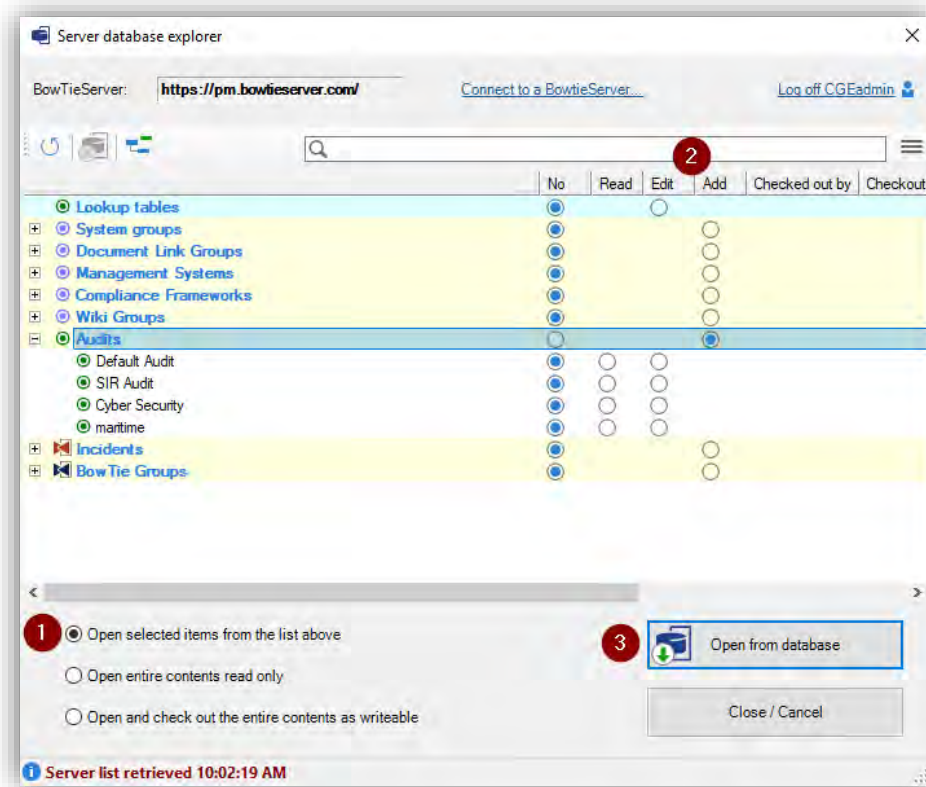 Server database explorer
BowTieServer: https://pm.bowtieserver.com/ Connect to a BowtieServer... Log off CGEadmin
2
No Read Edit Add Checked out by Checkout
Lookup tables
System groups
Document Link Groups
Management Systems
Compliance Frameworks
Wiki Groups
Audits
Default Audit
SIR Audit
Cyber Security
maritime
Incidents
BowTie Groups
1 Open selected items from the list above
3 Open from database
Open entire contents read only
Open and check out the entire contents as writeable
Close / Cancel
Server list retrieved 10:02:19 AM